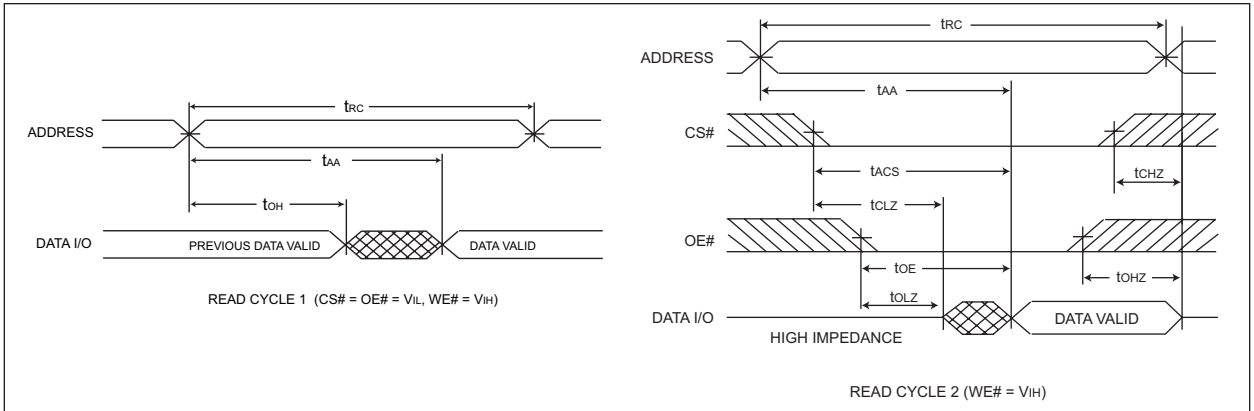 tRC
ADDRESS
tAA
tOH
DATA I/O
PREVIOUS DATA VALID
DATA VALID
READ CYCLE 1 (CS# = OE# = VIL, WE# = VIH)
tRC
ADDRESS
tAA
CS#
tACS
tCHZ
tCLZ
OE#
tOE
tOHZ
tOLZ
DATA I/O
DATA VALID
HIGH IMPEDANCE
READ CYCLE 2 (WE# = VIH)